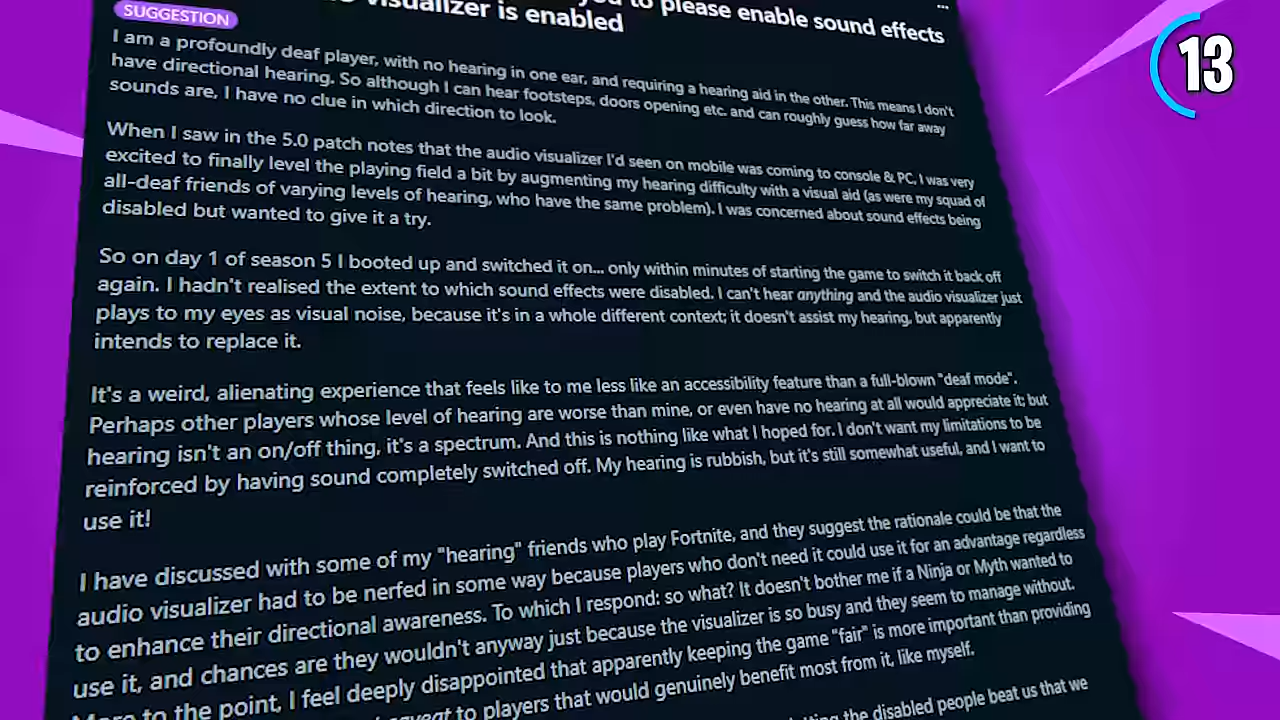 visualizer is enabled
to please enable sound effects
...
SUGGESTION
13
I am a profoundly deaf player, with no hearing in one ear, and requiring a hearing aid in the other. This means I don't
have directional hearing. So although I can hear footsteps, doors opening etc. and can roughly guess how far away
sounds are, I have no clue in which direction to look.
When I saw in the 5.0 patch notes that the audio visualizer I'd seen on mobile was coming to console & PC, I was very
excited to finally level the playing field a bit by augmenting my hearing difficulty with a visual aid (as were my squad of
all-deaf friends of varying levels of hearing, who have the same problem). I was concerned about sound effects being
disabled but wanted to give it a try.
So on day 1 of season 5 I booted up and switched it on... only within minutes of starting the game to switch it back off
again. I hadn't realised the extent to which sound effects were disabled. I can't hear anything and the audio visualizer just
plays to my eyes as visual noise, because it's in a whole different context; it doesn't assist my hearing, but apparently
intends to replace it.
It's a weird, alienating experience that feels like to me less like an accessibility feature than a full-blown "deaf mode".
Perhaps other players whose level of hearing are worse than mine, or even have no hearing at all would appreciate it; but
hearing isn't an on/off thing, it's a spectrum. And this is nothing like what I hoped for. I don't want my limitations to be
reinforced by having sound completely switched off. My hearing is rubbish, but it's still somewhat useful, and I want to
use it!
I have discussed with some of my "hearing" friends who play Fortnite, and they suggest the rationale could be that the
audio visualizer had to be nerfed in some way because players who don't need it could use it for an advantage regardless
to enhance their directional awareness. To which I respond: so what? It doesn't bother me if a Ninja or Myth wanted to
use it, and chances are they wouldn't anyway just because the visualizer is so busy and they seem to manage without.
More to the point, I feel deeply disappointed that apparently keeping the game "fair" is more important than providing
to players that would genuinely benefit most from it, like myself.
the disabled people beat us that we